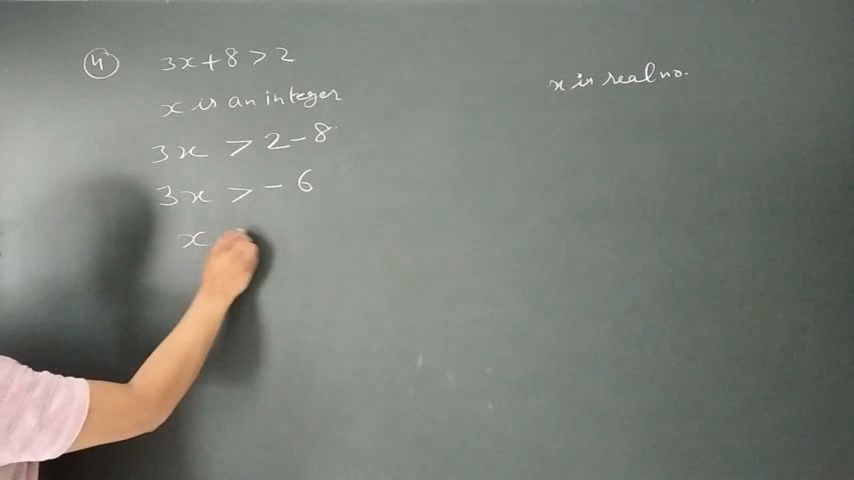 4 3x+8>2
x is an integer
3x > 2-8
3x > -6
x
x is real no.